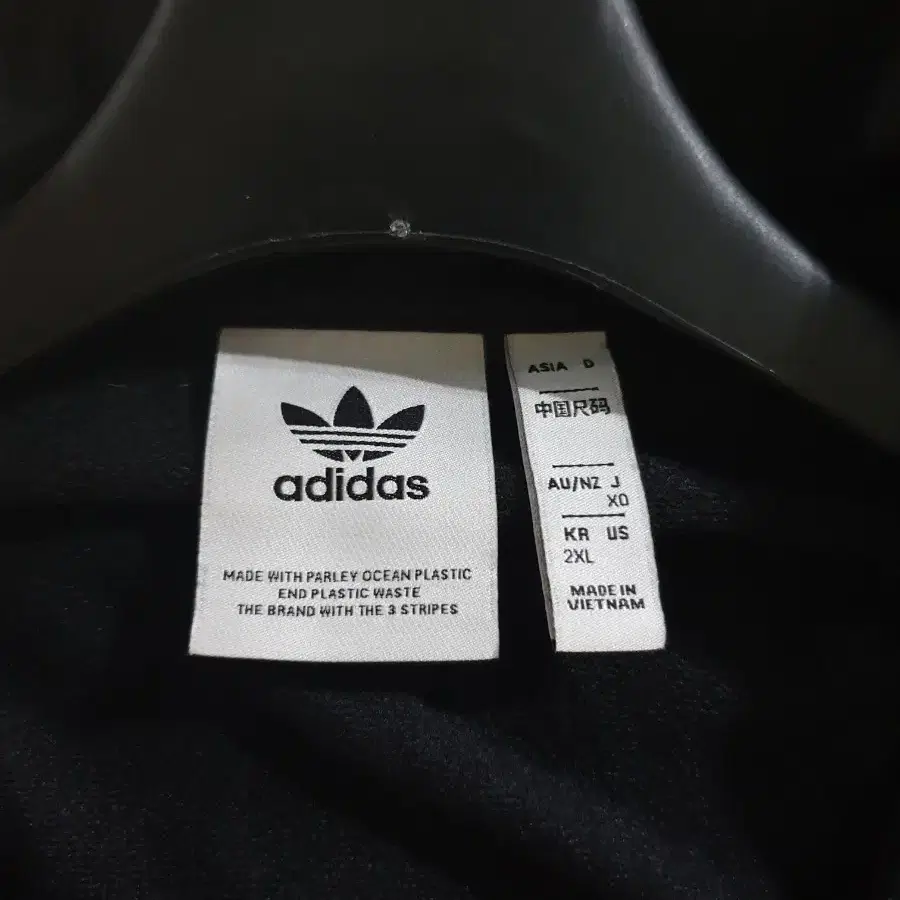 adidas
MADE WITH PARLEY OCEAN PLASTIC
END PLASTIC WASTE
THE BRAND WITH THE 3 STRIPES
ASIA D
中国尺码
AU/NZ J
XO
KR US
2XL
MADE IN
VIETNAM